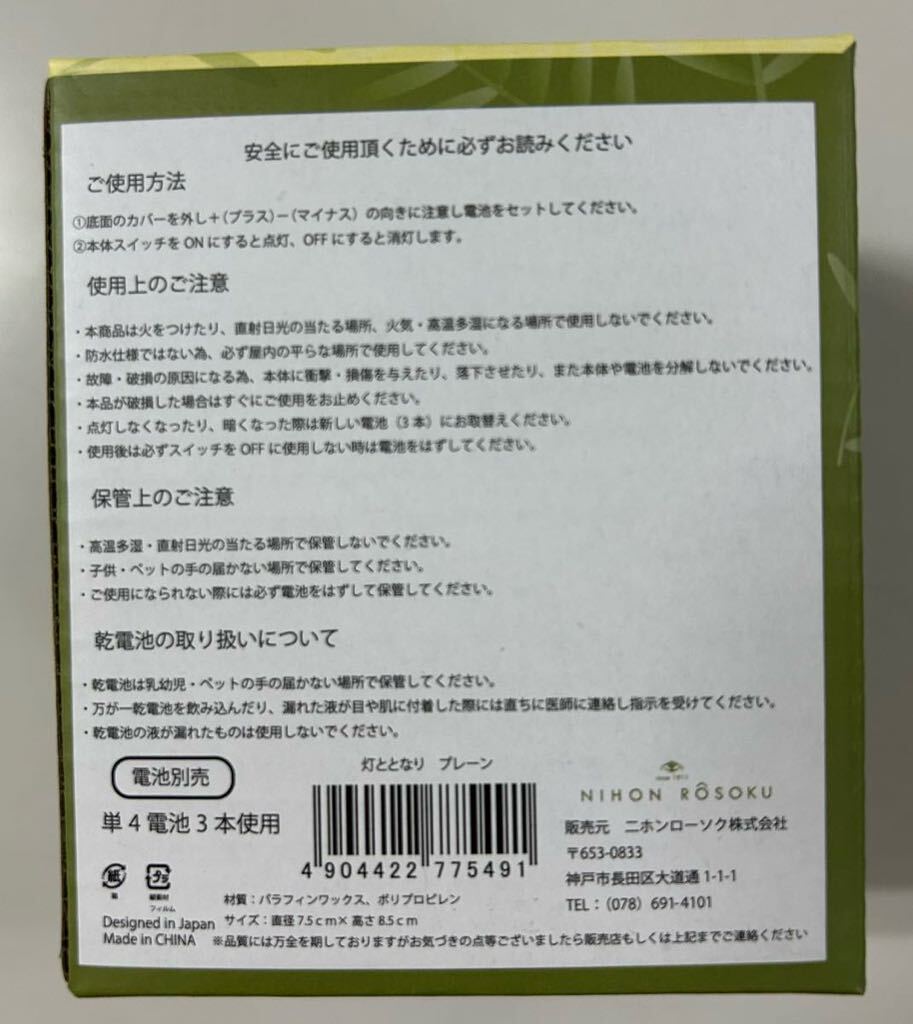 安全にご使用頂くために必ずお読みください
ご使用方法
①底面のカバーを外し＋(プラス)－(マイナス) の向きに注意し電池をセットしてください。
②本体スイッチを ON にすると点灯、OFF にすると消灯します。
使用上のご注意
・本商品は火をつけたり、直射日光の当たる場所、火気・高温多湿になる場所で使用しないでください。
・防水仕様ではない為、必ず屋内の平らな場所で使用してください。
・故障・破損の原因になる為、本体に衝撃・損傷を与えたり、落下させたり、また本体や電池を分解しないでください。
・本品が破損した場合はすぐにご使用をお止めください。
・点灯しなくなったり、暗くなった際は新しい電池（3 本）にお取替えください。
・使用後は必ずスイッチを OFF に使用しない時は電池をはずしてください。
保管上のご注意
・高温多湿・直射日光の当たる場所で保管しないでください。
・子供・ペットの手の届かない場所で保管してください。
・ご使用になられない際には必ず電池をはずして保管してください。
乾電池の取り扱いについて
・乾電池は乳幼児・ペットの手の届かない場所で保管してください。
・万が一乾電池を飲み込んだり、漏れた液が目や肌に付着した際には直ちに医師に連絡し指示を受けてください。
・乾電池の液が漏れたものは使用しないでください。
電池別売
単４電池３本使用
灯ととなり　プレーン
4 904422 775491
NIHON RÔSOKU
販売元　ニホンローソク株式会社
〒653-0833
神戸市長田区大道通 1-1-1
TEL：（078）691-4101
紙
箱
プラ
フィルム
材質：パラフィンワックス、ポリプロピレン
Designed in Japan
サイズ：直径 7.5ｃｍ× 高さ 8.5ｃｍ
Made in CHINA
※品質には万全を期しておりますがお気づきの点等ございましたら販売店もしくは上記までご連絡ください